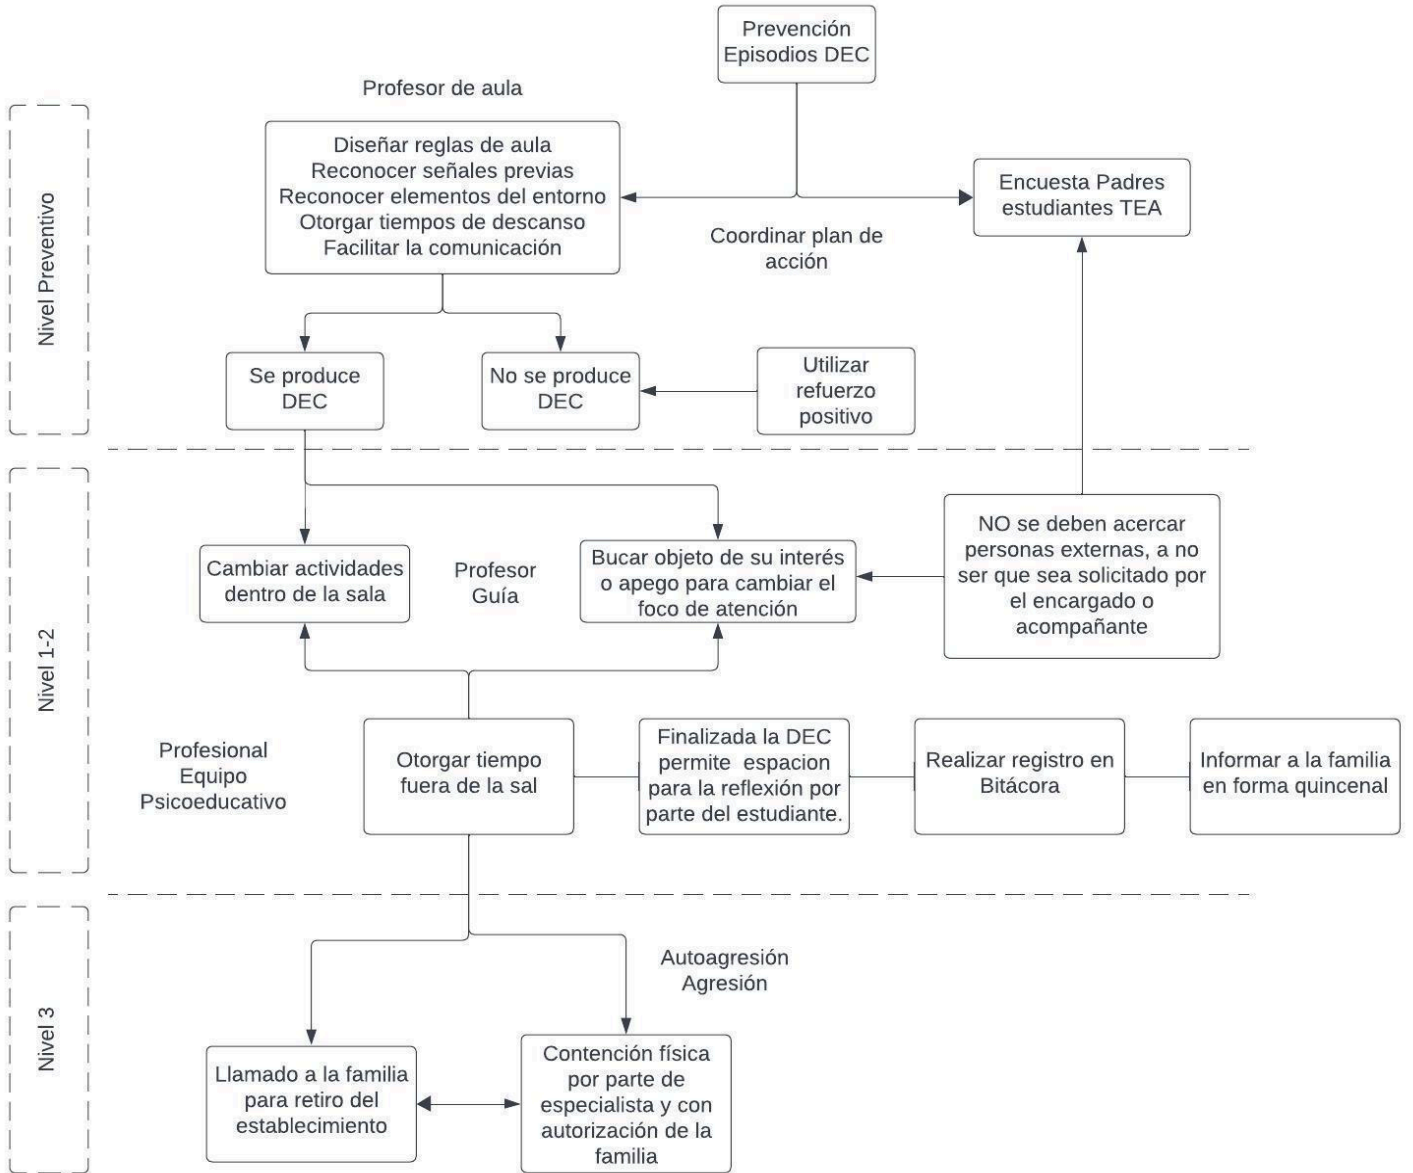 Prevención
Episodios DEC
Profesor de aula
Nivel Preventivo
Diseñar reglas de aula
Reconocer señales previas
Reconocer elementos del entorno
Otorgar tiempos de descanso
Facilitar la comunicación
Encuesta Padres
estudiantes TEA
Coordinar plan de
acción
Se produce
DEC
No se produce
DEC
Utilizar
refuerzo
positivo
Nivel 1-2
Cambiar actividades
dentro de la sala
Profesor
Guía
Bucar objeto de su interés
o apego para cambiar el
foco de atención
NO se deben acercar
personas externas, a no
ser que sea solicitado por
el encargado o
acompañante
Profesional
Equipo
Psicoeducativo
Otorgar tiempo
fuera de la sal
Finalizada la DEC
permite espacion
para la reflexión por
parte del estudiante.
Realizar registro en
Bitácora
Informar a la familia
en forma quincenal
Nivel 3
Autoagresión
Agresión
Llamado a la familia
para retiro del
establecimiento
Contención física
por parte de
especialista y con
autorización de la
familia